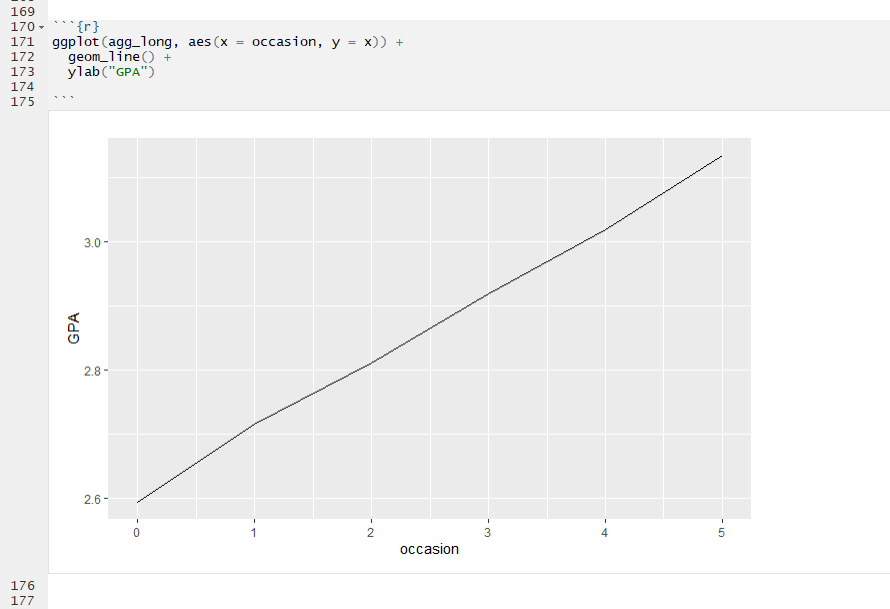 169
170 ```{r}
171 ggplot(agg_long, aes(x = occasion, y = x)) +
172 geom_line() +
173 ylab("GPA")
174
175 ```
3.0
2.8
2.6
GPA
0 1 2 3 4 5
occasion
176
177